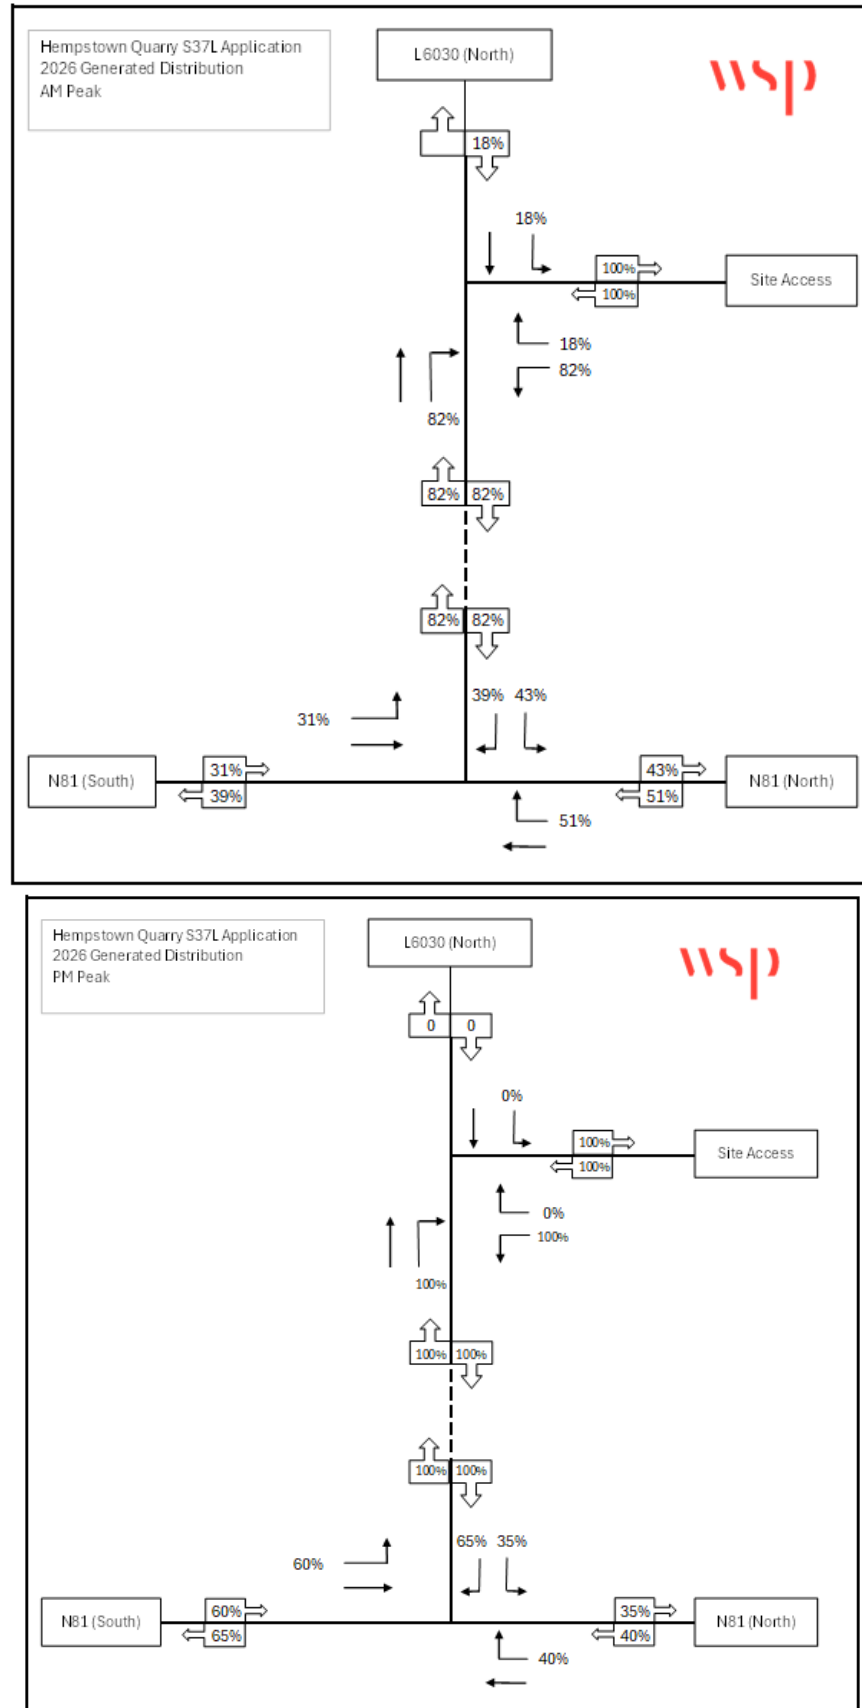 Hempstown Quarry S37L Application
2026 Generated Distribution
AM Peak
L6030 (North)
wsp
18%
18%
100%
100%
Site Access
18%
82%
82%
82% 82%
82% 82%
39% 43%
31%
N81 (South)
31%
39%
43%
51%
N81 (North)
51%
Hempstown Quarry S37L Application
2026 Generated Distribution
PM Peak
L6030 (North)
wsp
0 0
0%
100%
100%
Site Access
0%
100%
100%
100% 100%
100% 100%
65% 35%
60%
N81 (South)
60%
65%
35%
40%
N81 (North)
40%